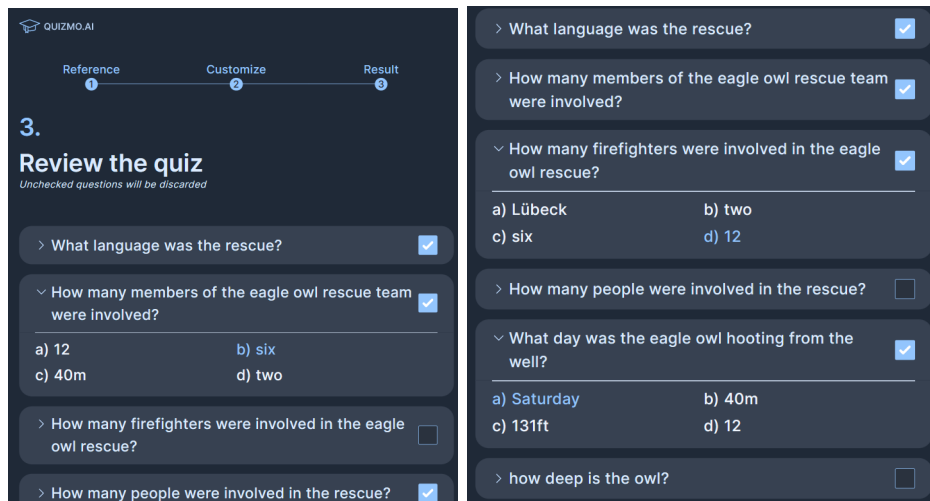 QUIZMO.AI
Reference Customize Result
1 2 3
3.
Review the quiz
Unchecked questions will be discarded
What language was the rescue?
How many members of the eagle owl rescue team
were involved?
a) 12 b) six
c) 40m d) two
How many firefighters were involved in the eagle
owl rescue?
How many people were involved in the rescue?
What language was the rescue?
How many members of the eagle owl rescue team
were involved?
How many firefighters were involved in the eagle
owl rescue?
a) Lübeck b) two
c) six d) 12
How many people were involved in the rescue?
What day was the eagle owl hooting from the
well?
a) Saturday b) 40m
c) 131ft d) 12
how deep is the owl?